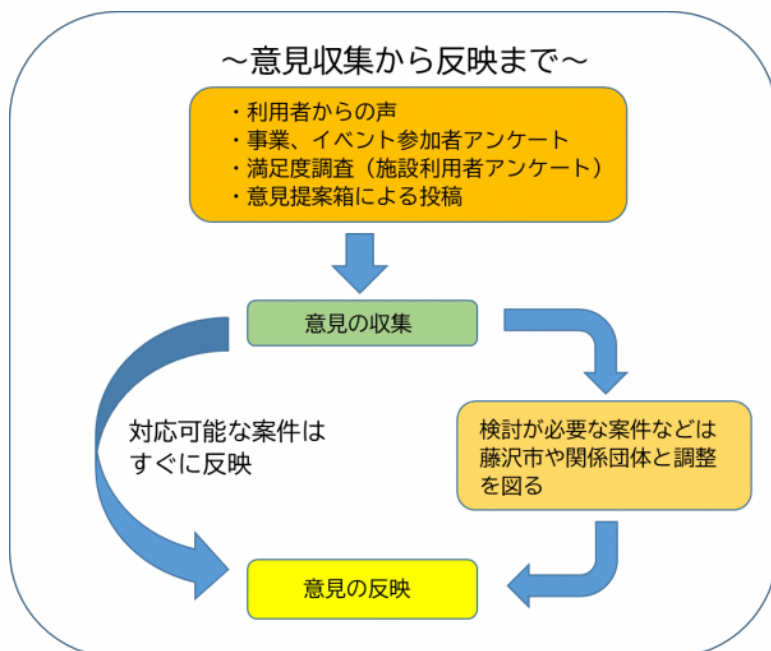 ～意見収集から反映まで～
・利用者からの声
・事業、イベント参加者アンケート
・満足度調査（施設利用者アンケート）
・意見提案箱による投稿
意見の収集
対応可能な案件は
すぐに反映
検討が必要な案件などは
藤沢市や関係団体と調整
を図る
意見の反映